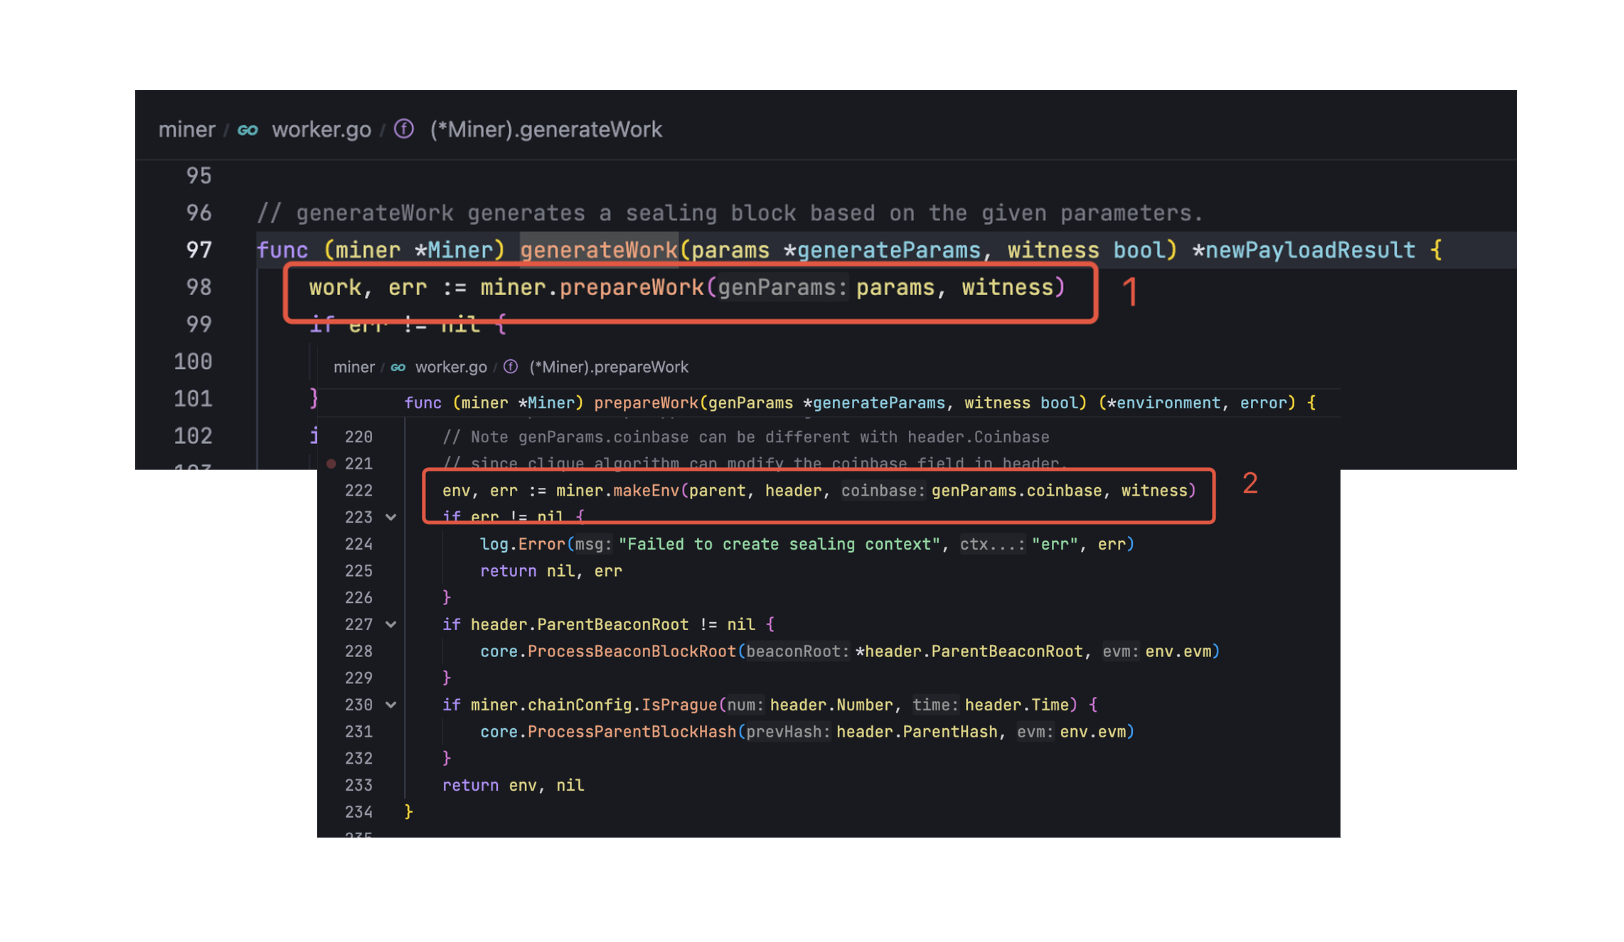 miner / GO worker.go / f (*Miner).generateWork
95
96 // generateWork generates a sealing block based on the given parameters.
97 func (miner *Miner) generateWork(params *generateParams, witness bool) *newPayloadResult {
98 work, err := miner.prepareWork(genParams: params, witness) 1
99 if err != nil {
100
101 }
102 i
miner / GO worker.go / f (*Miner).prepareWork
func (miner *Miner) prepareWork(genParams *generateParams, witness bool) (*environment, error) {
220 // Note genParams.coinbase can be different with header.Coinbase
221 // since clique algorithm can modify the coinbase field in header.
222 env, err := miner.makeEnv(parent, header, coinbase: genParams.coinbase, witness) 2
223 if err != nil {
224 log.Error(msg: "Failed to create sealing context", ctx...: "err", err)
225 return nil, err
226 }
227 if header.ParentBeaconRoot != nil {
228 core.ProcessBeaconBlockRoot(beaconRoot: *header.ParentBeaconRoot, evm: env.evm)
229 }
230 if miner.chainConfig.IsPrague(num: header.Number, time: header.Time) {
231 core.ProcessParentBlockHash(prevHash: header.ParentHash, evm: env.evm)
232 }
233 return env, nil
234 }
235